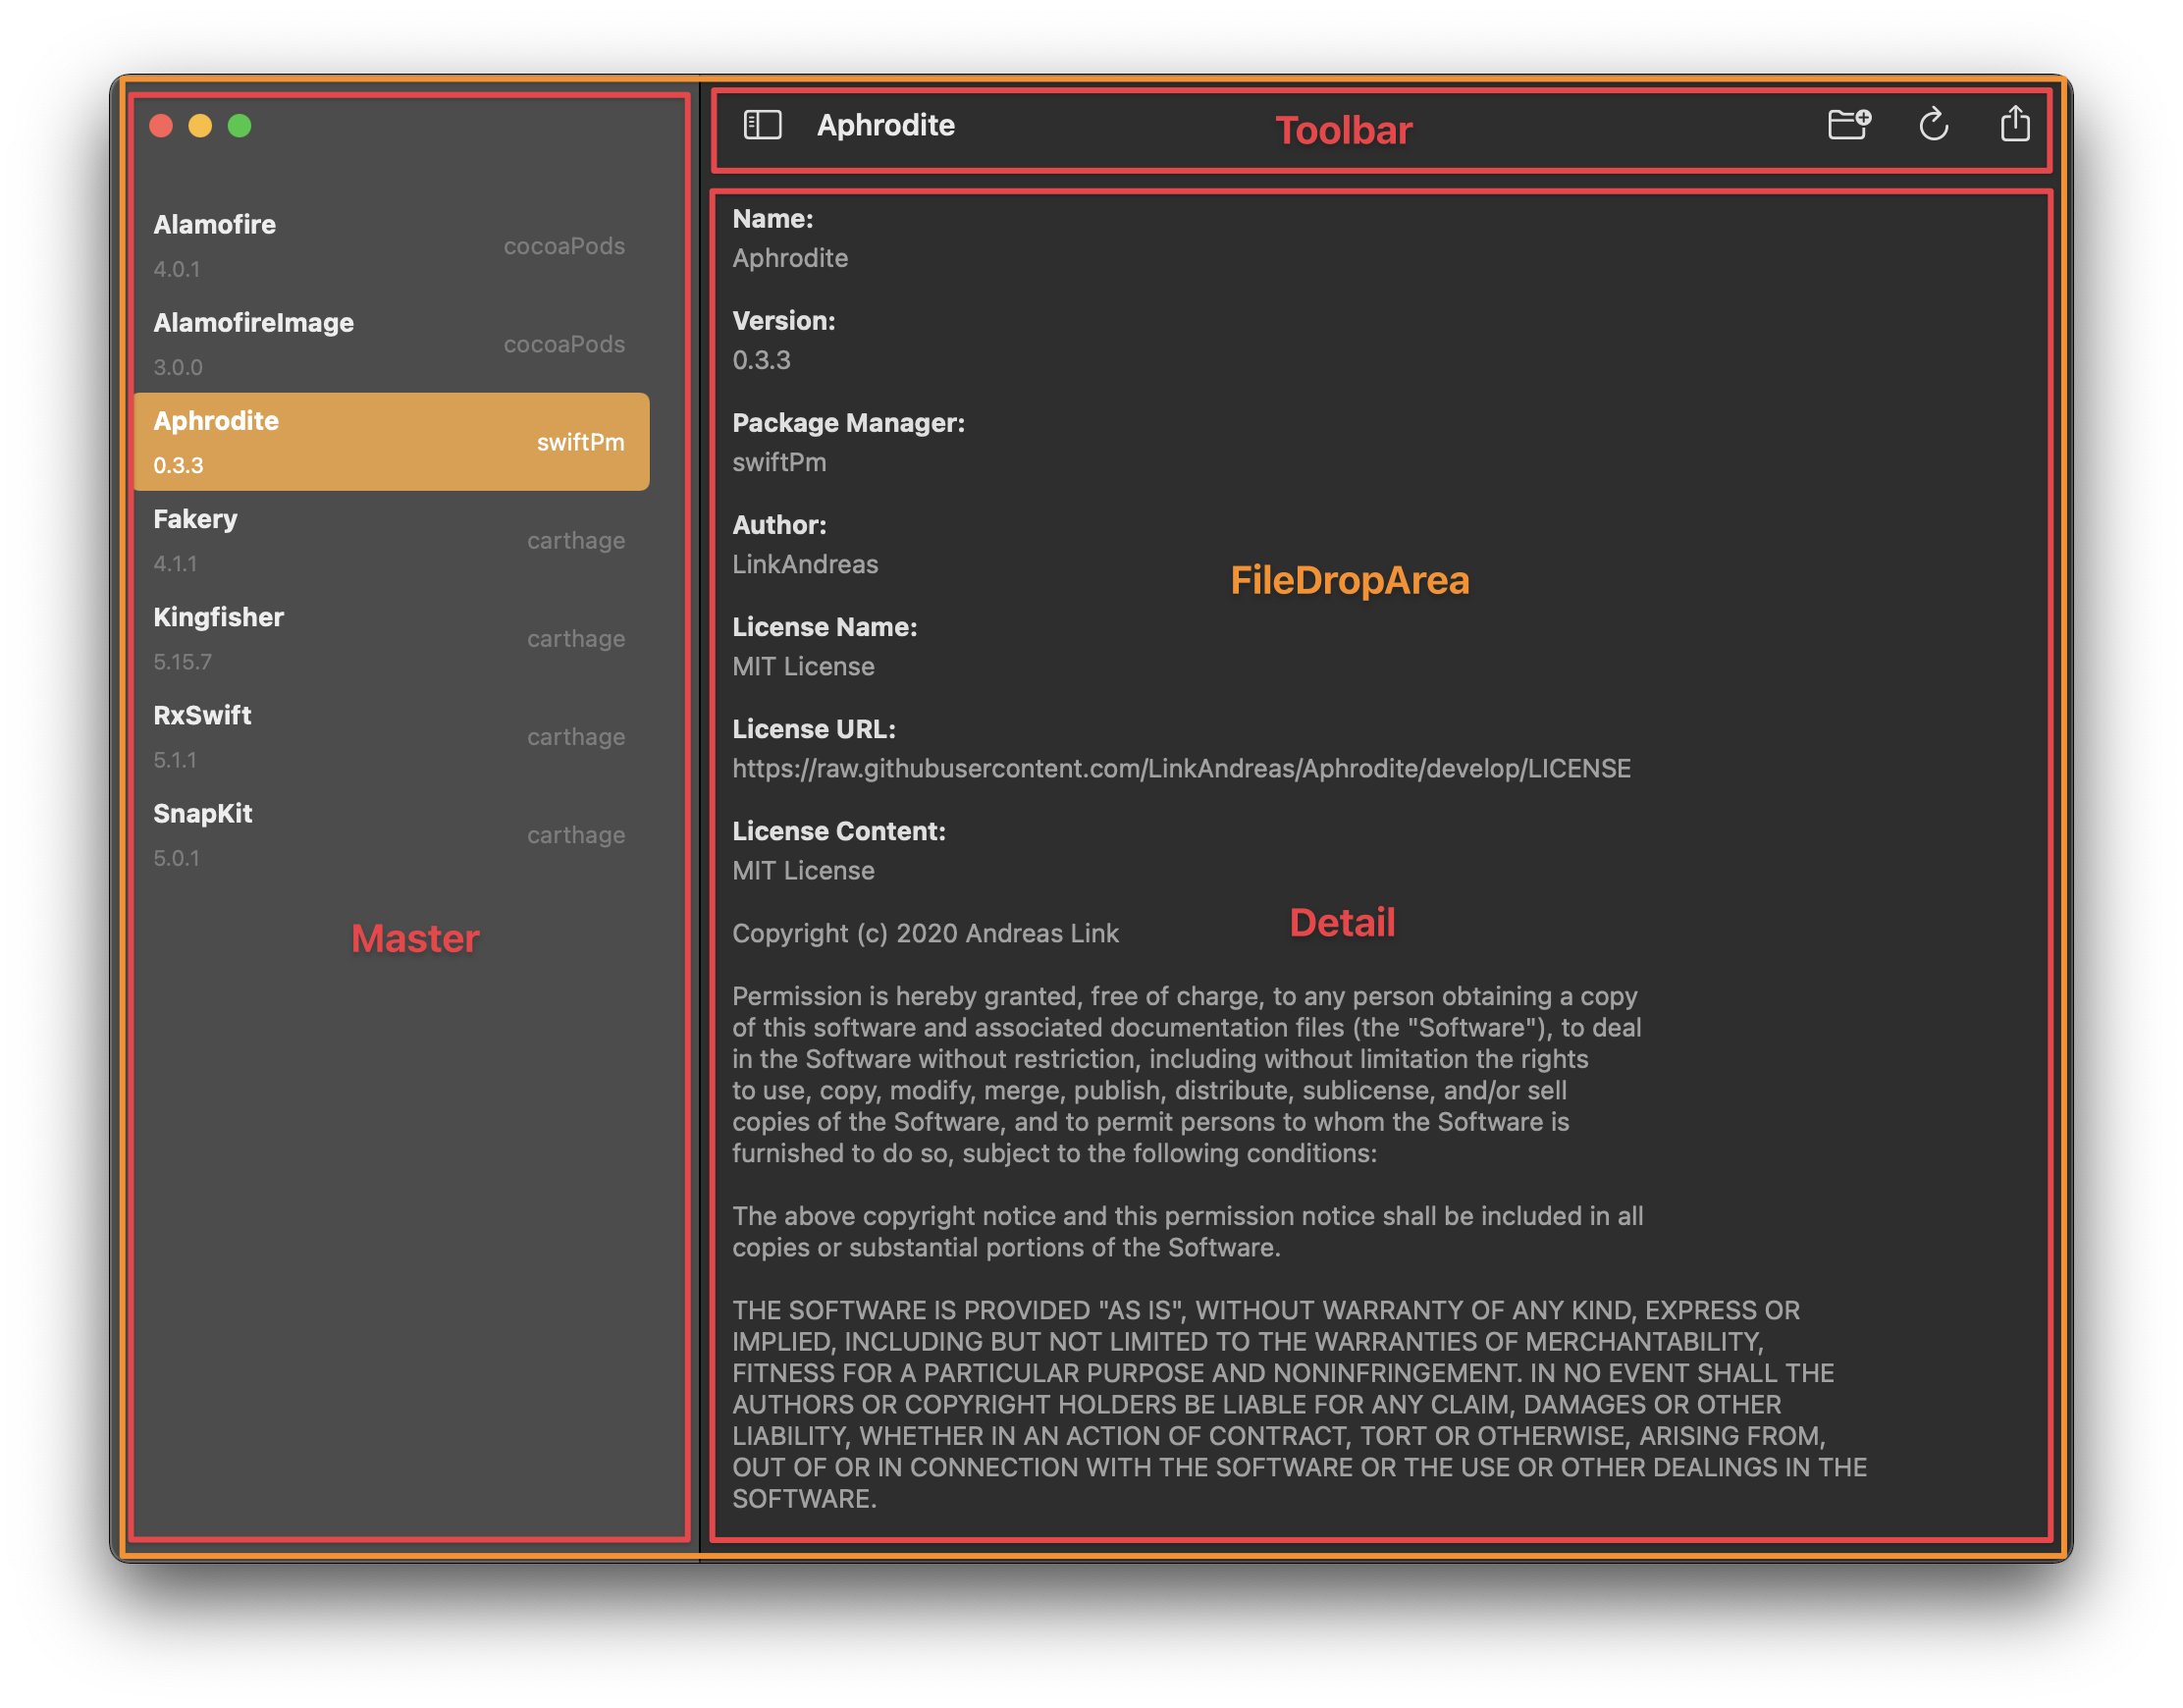 Alamofire
cocoaPods
4.0.1
AlamofireImage
cocoaPods
3.0.0
Aphrodite
swiftPm
0.3.3
Fakery
carthage
4.1.1
Kingfisher
carthage
5.15.7
RxSwift
carthage
5.1.1
SnapKit
carthage
5.0.1
Master
Aphrodite
Toolbar
Name:
Aphrodite
Version:
0.3.3
Package Manager:
swiftPm
Author:
LinkAndreas
FileDropArea
License Name:
MIT License
License URL:
https://raw.githubusercontent.com/LinkAndreas/Aphrodite/develop/LICENSE
License Content:
MIT License
Detail
Copyright (c) 2020 Andreas Link
Permission is hereby granted, free of charge, to any person obtaining a copy
of this software and associated documentation files (the "Software"), to deal
in the Software without restriction, including without limitation the rights
to use, copy, modify, merge, publish, distribute, sublicense, and/or sell
copies of the Software, and to permit persons to whom the Software is
furnished to do so, subject to the following conditions:
The above copyright notice and this permission notice shall be included in all
copies or substantial portions of the Software.
THE SOFTWARE IS PROVIDED "AS IS", WITHOUT WARRANTY OF ANY KIND, EXPRESS OR
IMPLIED, INCLUDING BUT NOT LIMITED TO THE WARRANTIES OF MERCHANTABILITY,
FITNESS FOR A PARTICULAR PURPOSE AND NONINFRINGEMENT. IN NO EVENT SHALL THE
AUTHORS OR COPYRIGHT HOLDERS BE LIABLE FOR ANY CLAIM, DAMAGES OR OTHER
LIABILITY, WHETHER IN AN ACTION OF CONTRACT, TORT OR OTHERWISE, ARISING FROM,
OUT OF OR IN CONNECTION WITH THE SOFTWARE OR THE USE OR OTHER DEALINGS IN THE
SOFTWARE.